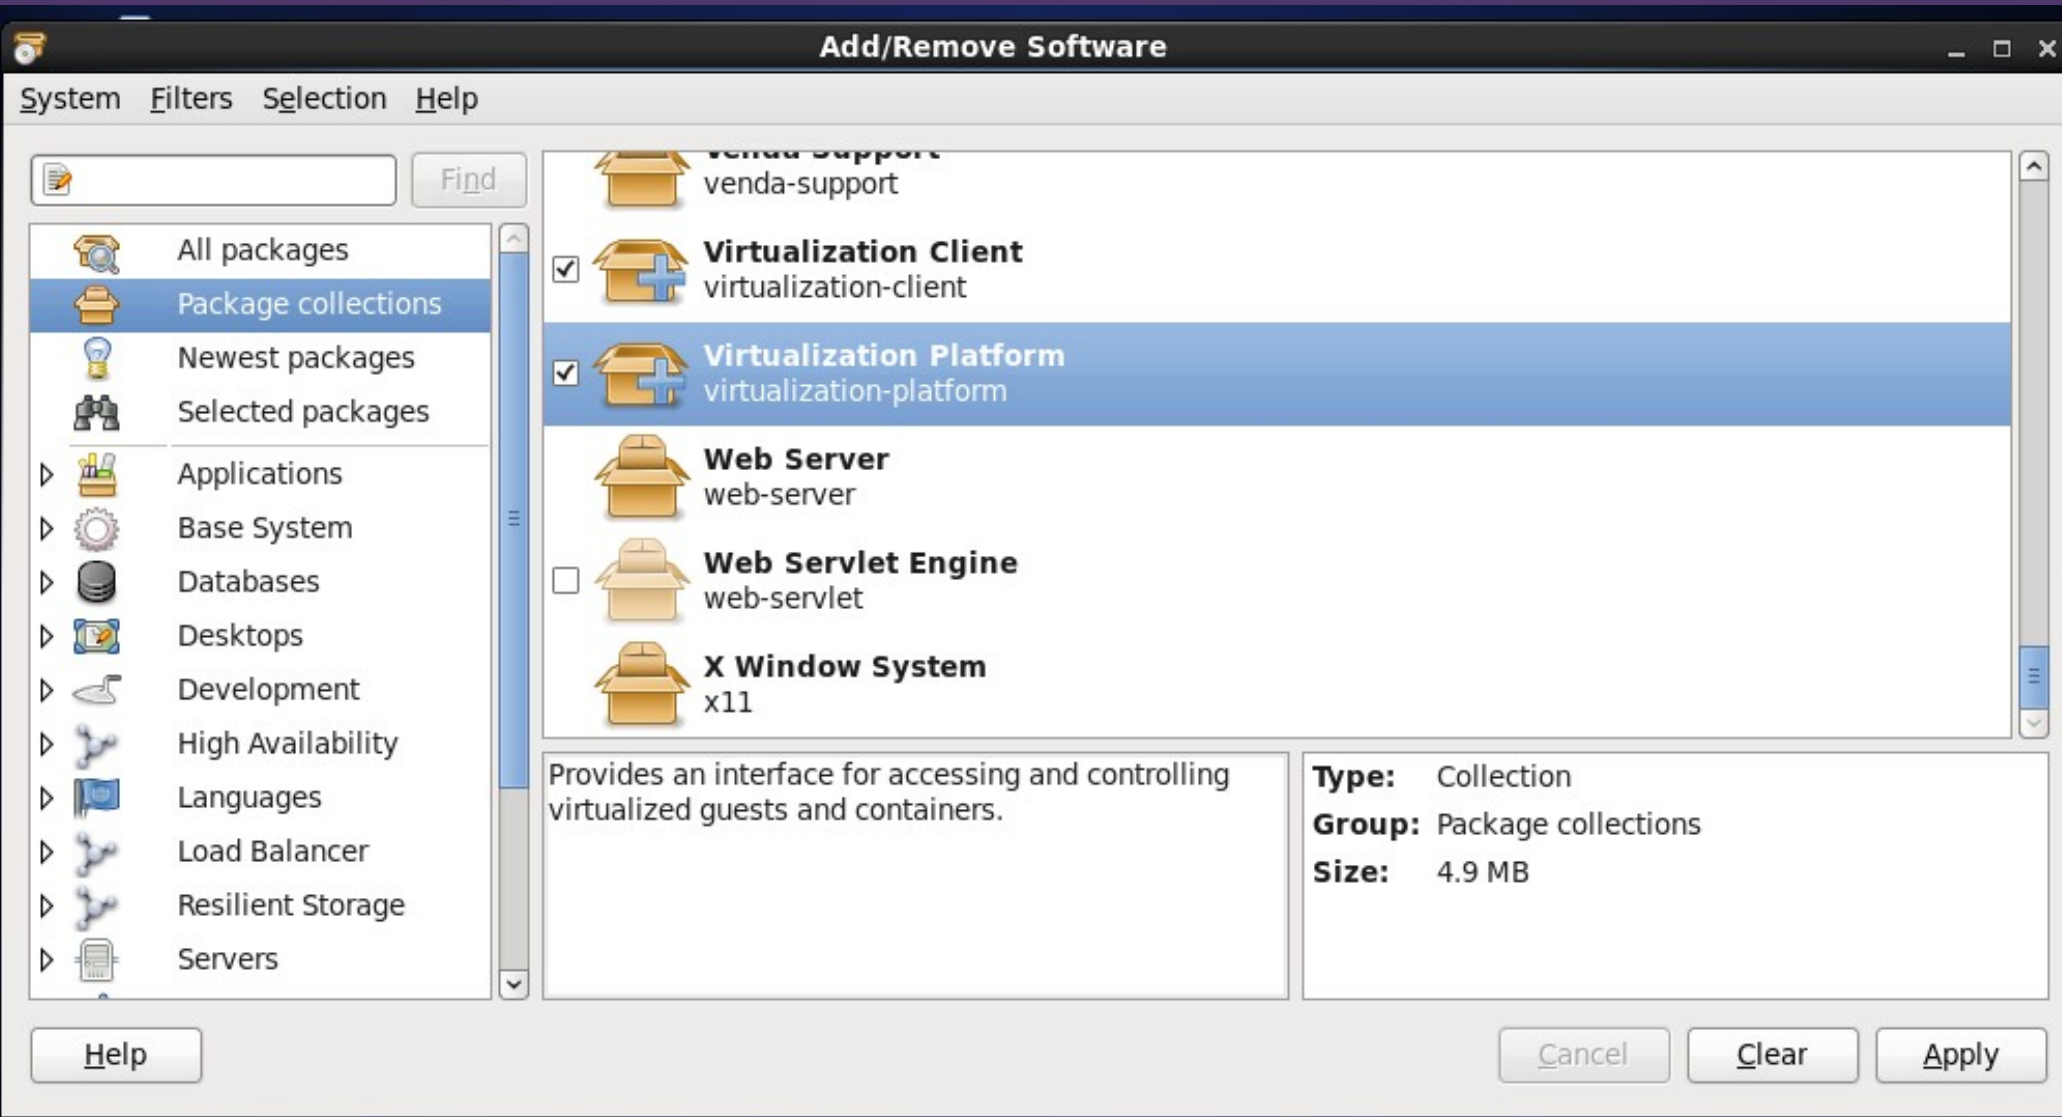 Add/Remove Software
System Filters Selection Help
Find
All packages
Package collections
Newest packages
Selected packages
Applications
Base System
Databases
Desktops
Development
High Availability
Languages
Load Balancer
Resilient Storage
Servers
Venda Support
venda-support
Virtualization Client
virtualization-client
Virtualization Platform
virtualization-platform
Web Server
web-server
Web Servlet Engine
web-servlet
X Window System
x11
Provides an interface for accessing and controlling
virtualized guests and containers.
Type: Collection
Group: Package collections
Size: 4.9 MB
Help
Cancel
Clear
Apply